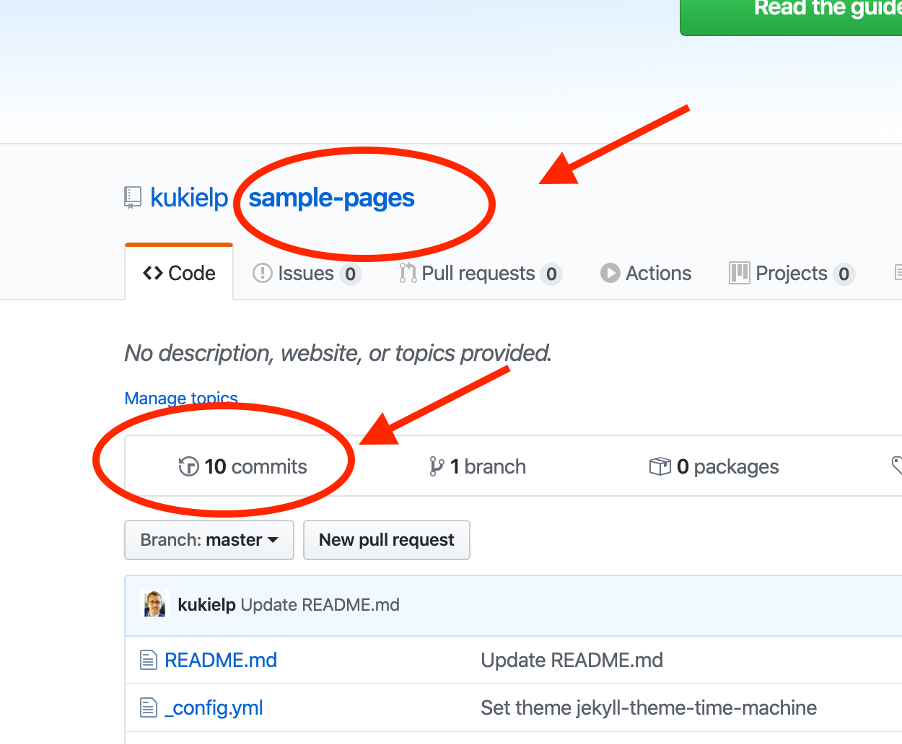 Read the guide
kukielp sample-pages
Code Issues 0 Pull requests 0 Actions Projects 0
No description, website, or topics provided.
Manage topics
10 commits 1 branch 0 packages
Branch: master New pull request
kukielp Update README.md
README.md Update README.md
_config.yml Set theme jekyll-theme-time-machine